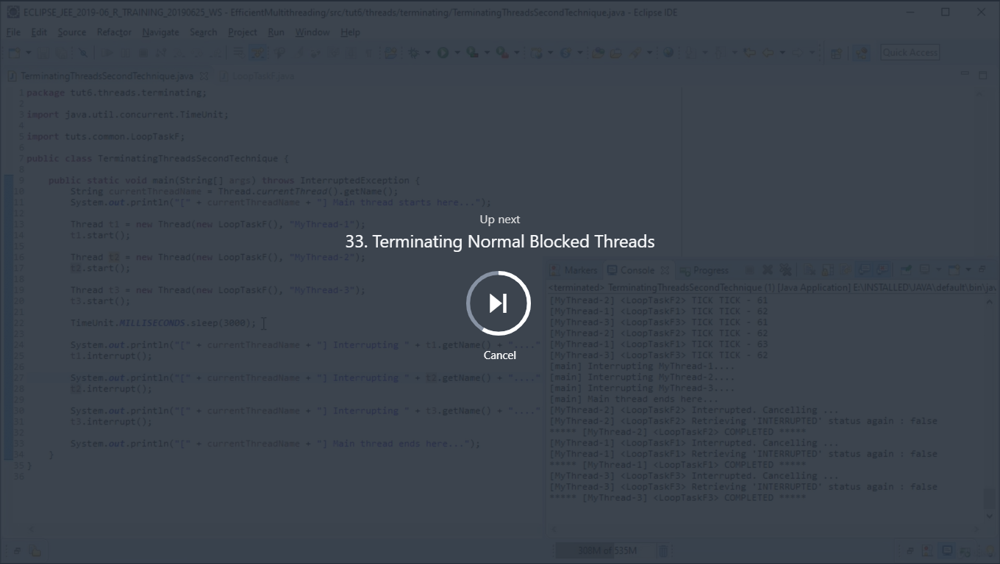 ECLIPSE_JEE_2019-06_R_TRAINING_20190625_WS - EfficientMultithreading/src/tut6/threads/terminating/TerminatingThreadsSecondTechnique.java - Eclipse IDE
File Edit Source Refactor Navigate Search Project Run Window Help
Quick Access
TerminatingThreadsSecondTechnique.java LoopTaskF.java
1 package tut6.threads.terminating;
2
3 import java.util.concurrent.TimeUnit;
4
5 import tuts.common.LoopTaskF;
6
7 public class TerminatingThreadsSecondTechnique {
8
9 public static void main(String[] args) throws InterruptedException {
10 String currentThreadName = Thread.currentThread().getName();
11 System.out.println("[" + currentThreadName + "] Main thread starts here...");
12
13 Thread t1 = new Thread(new LoopTaskF(), "MyThread-1");
14 t1.start();
15
16 Thread t2 = new Thread(new LoopTaskF(), "MyThread-2");
17 t2.start();
18
19 Thread t3 = new Thread(new LoopTaskF(), "MyThread-3");
20 t3.start();
21
22 TimeUnit.MILLISECONDS.sleep(3000);
23
24 System.out.println("[" + currentThreadName + "] Interrupting " + t1.getName() + "...."
25 t1.interrupt();
26
27 System.out.println("[" + currentThreadName + "] Interrupting " + t2.getName() + "...."
28 t2.interrupt();
29
30 System.out.println("[" + currentThreadName + "] Interrupting " + t3.getName() + "...."
31 t3.interrupt();
32
33 System.out.println("[" + currentThreadName + "] Main thread ends here...");
34 }
35 }
36
Up next
33. Terminating Normal Blocked Threads
Cancel
Markers Console Progress
<terminated> TerminatingThreadsSecondTechnique (1) [Java Application] E:\INSTALLED\JAVA\default\bin\jav
[MyThread-2] <LoopTaskF2> TICK TICK - 61
[MyThread-1] <LoopTaskF1> TICK TICK - 62
[MyThread-3] <LoopTaskF3> TICK TICK - 61
[MyThread-2] <LoopTaskF2> TICK TICK - 62
[MyThread-1] <LoopTaskF1> TICK TICK - 63
[MyThread-3] <LoopTaskF3> TICK TICK - 62
[main] Interrupting MyThread-1....
[main] Interrupting MyThread-2....
[main] Interrupting MyThread-3....
[main] Main thread ends here...
[MyThread-2] <LoopTaskF2> Interrupted. Cancelling ...
[MyThread-2] <LoopTaskF2> Retrieving 'INTERRUPTED' status again : false
***** [MyThread-2] <LoopTaskF2> COMPLETED *****
[MyThread-1] <LoopTaskF1> Interrupted. Cancelling ...
[MyThread-1] <LoopTaskF1> Retrieving 'INTERRUPTED' status again : false
***** [MyThread-1] <LoopTaskF1> COMPLETED *****
[MyThread-3] <LoopTaskF3> Interrupted. Cancelling ...
[MyThread-3] <LoopTaskF3> Retrieving 'INTERRUPTED' status again : false
***** [MyThread-3] <LoopTaskF3> COMPLETED *****
308M of 535M